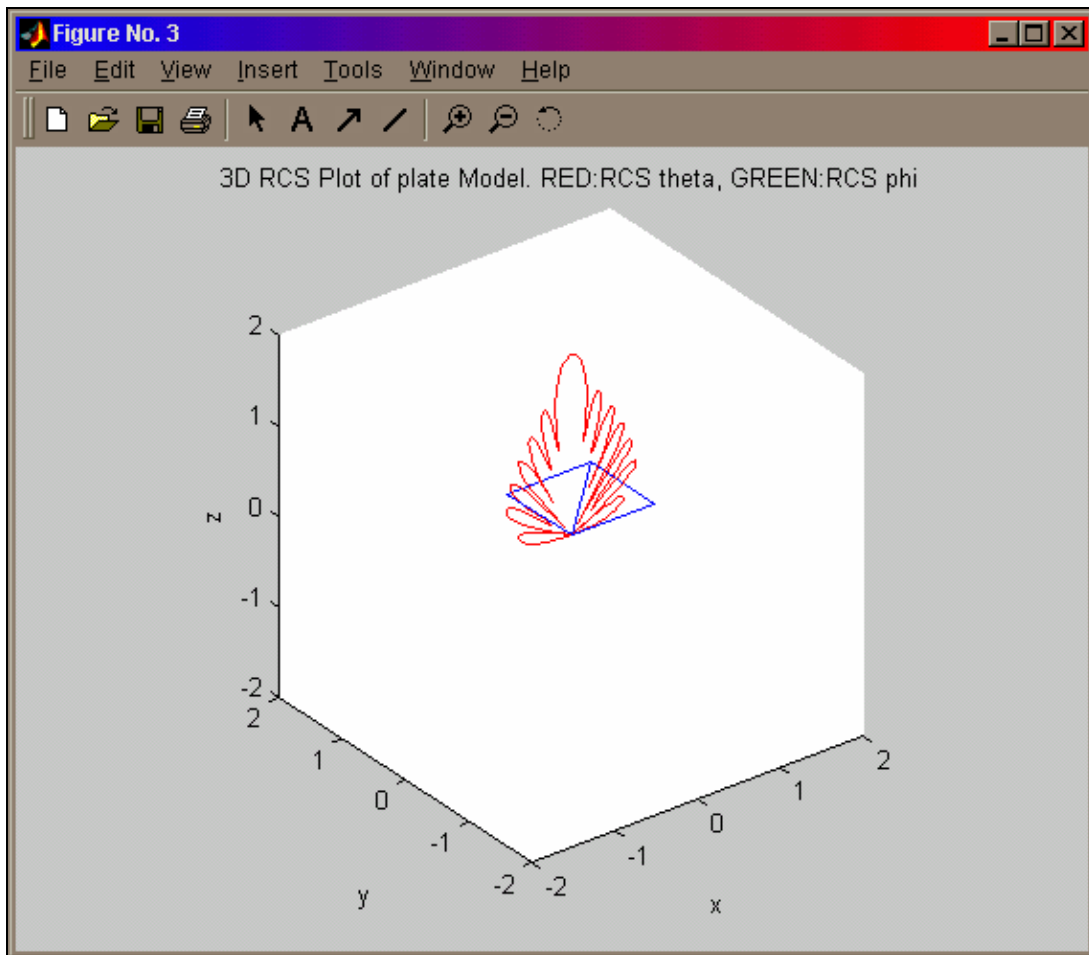 Figure No. 3
File Edit View Insert Tools Window Help
A
3D RCS Plot of plate Model. RED:RCS theta, GREEN:RCS phi
2
1
0
-1
-2
z
2
1
0
-1
-2
y
-2
-1
0
1
2
x